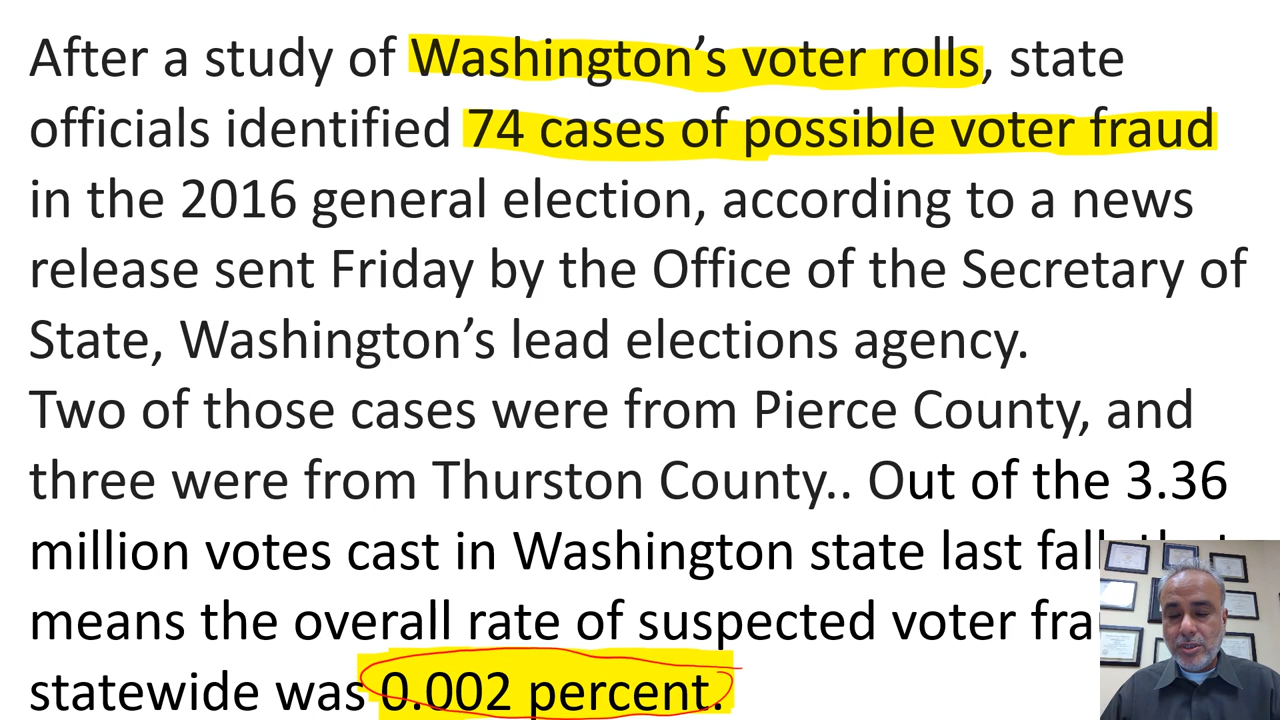 After a study of Washington’s voter rolls, state
officials identified 74 cases of possible voter fraud
in the 2016 general election, according to a news
release sent Friday by the Office of the Secretary of
State, Washington’s lead elections agency.
Two of those cases were from Pierce County, and
three were from Thurston County.. Out of the 3.36
million votes cast in Washington state last fall
means the overall rate of suspected voter
statewide was 0.002 percent.